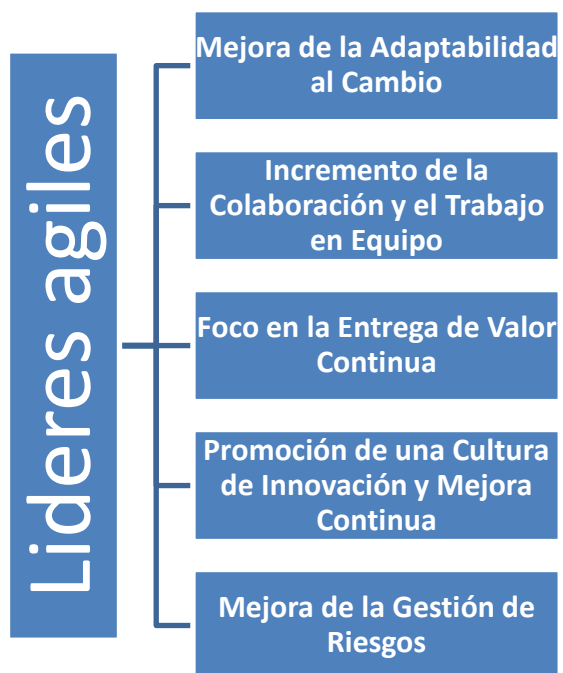 Lideres agiles
Mejora de la Adaptabilidad
al Cambio
Incremento de la
Colaboración y el Trabajo
en Equipo
Foco en la Entrega de Valor
Continua
Promoción de una Cultura
de Innovación y Mejora
Continua
Mejora de la Gestión de
Riesgos